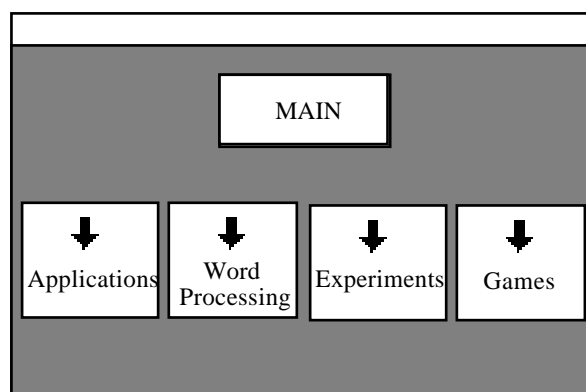 MAIN
Applications
Word
Processing
Experiments
Games